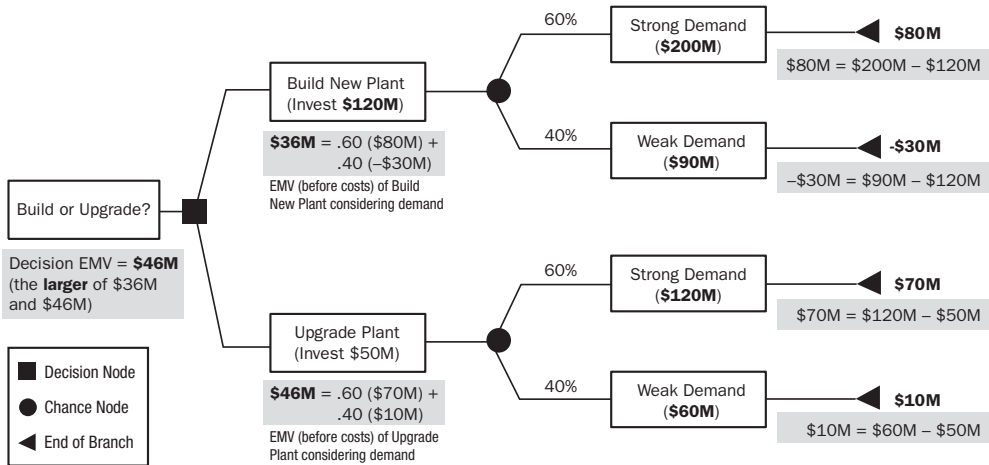 60%
Strong Demand
($200M)
$80M
$80M = $200M – $120M
Build New Plant
(Invest $120M)
$36M = .60 ($80M) +
.40 (–$30M)
EMV (before costs) of Build
New Plant considering demand
40%
Weak Demand
($90M)
-$30M
–$30M = $90M – $120M
Build or Upgrade?
Decision EMV = $46M
(the larger of $36M
and $46M)
60%
Strong Demand
($120M)
$70M
$70M = $120M – $50M
Upgrade Plant
(Invest $50M)
$46M = .60 ($70M) +
.40 ($10M)
EMV (before costs) of Upgrade
Plant considering demand
40%
Weak Demand
($60M)
$10M
$10M = $60M – $50M
Decision Node
Chance Node
End of Branch